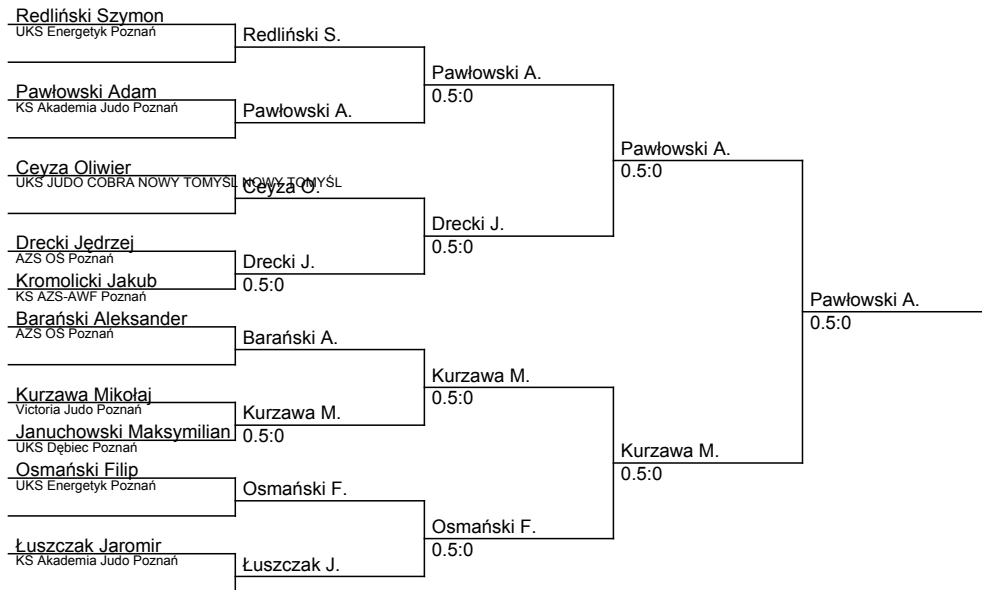 Redliński Szymon
UKS Energetyk Poznań
Redliński S.
Pawłowski A.
0.5:0
Pawłowski Adam
KS Akademia Judo Poznań
Pawłowski A.
Pawłowski A.
0.5:0
Ceyza Oliwier
UKS JUDO COBRA NOWY TOMYŚL NOWY TOMYŚL
Ceyza O.
Drecki J.
0.5:0
Drecki Jędrzej
AZS OŚ Poznań
Drecki J.
0.5:0
Kromolicki Jakub
KS AZS-AWF Poznań
Pawłowski A.
0.5:0
Barański Aleksander
AZS OŚ Poznań
Barański A.
Kurzawa M.
0.5:0
Kurzawa Mikołaj
Victoria Judo Poznań
Kurzawa M.
0.5:0
Januchowski Maksymilian
UKS Dębiec Poznań
Kurzawa M.
0.5:0
Osmański Filip
UKS Energetyk Poznań
Osmański F.
Osmański F.
0.5:0
Łuszczak Jaromir
KS Akademia Judo Poznań
Łuszczak J.